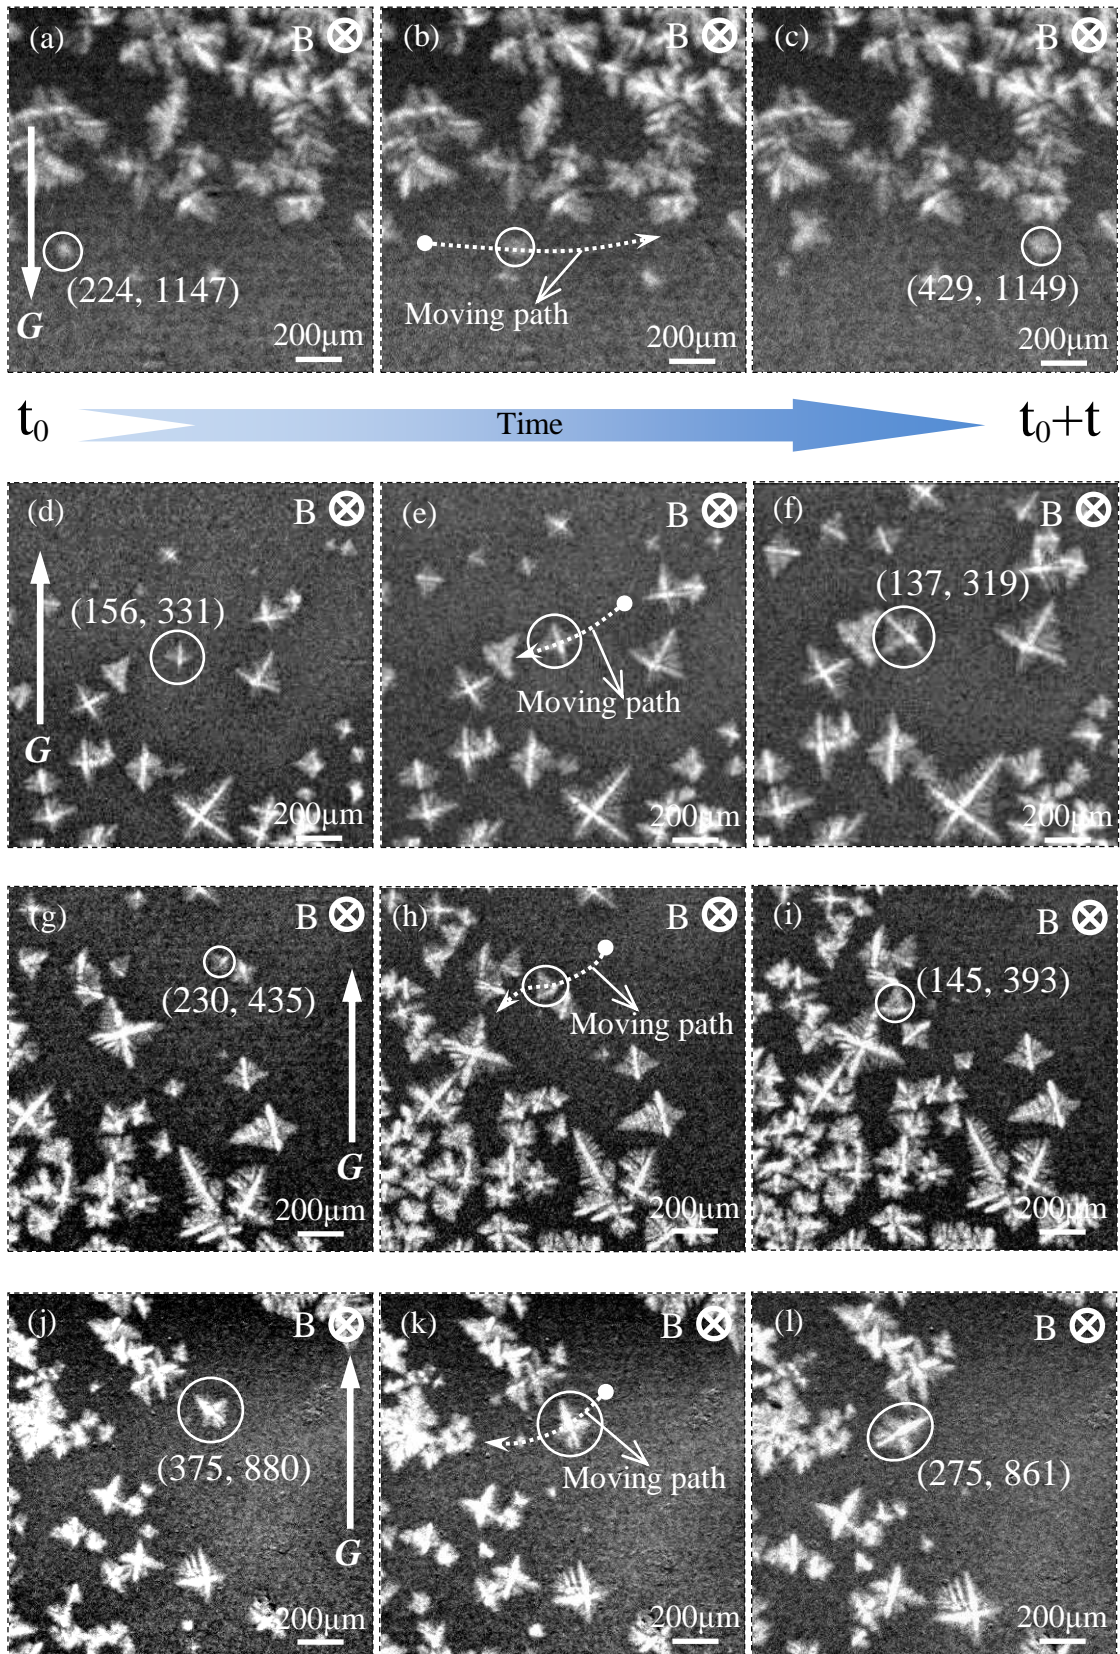 (a) B (b) B (c) B
(224, 1147) (429, 1149)
G Moving path
200μm 200μm 200μm
t0 Time t0+t
(d) B (e) B (f) B
(156, 331) (137, 319)
G Moving path
200μm 200μm 200μm
(g) B (h) B (i) B
(230, 435) (145, 393)
Moving path
G
200μm 200μm 200μm
(j) B (k) B (l) B
(375, 880) Moving path (275, 861)
G
200μm 200μm 200μm